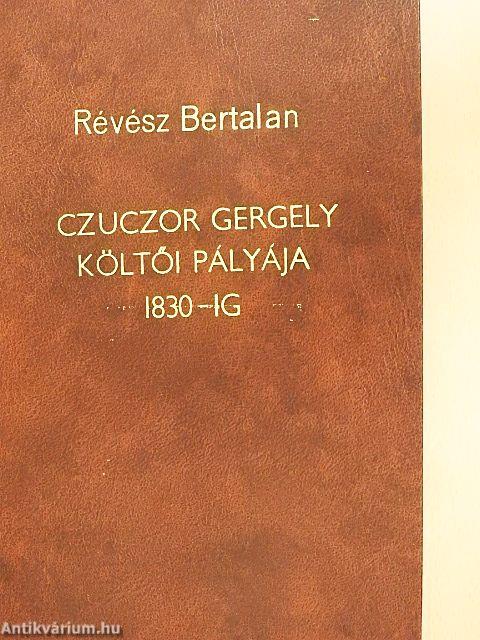 Révész Bertalan
CZUCZOR GERGELY
KÖLTŐI PÁLYÁJA
1830-IG
Antikvárium.hu